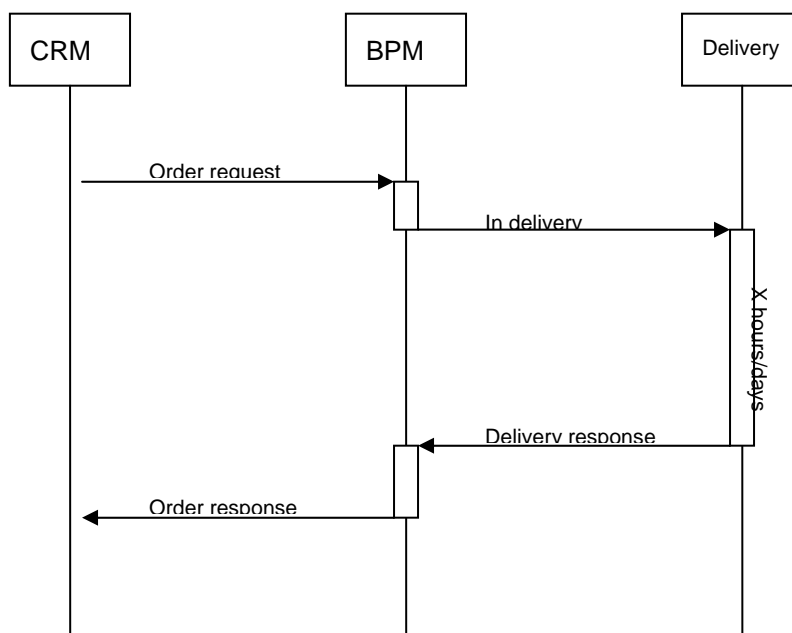 CRM
BPM
Delivery
Order request
In delivery
X hours/days
Delivery response
Order response